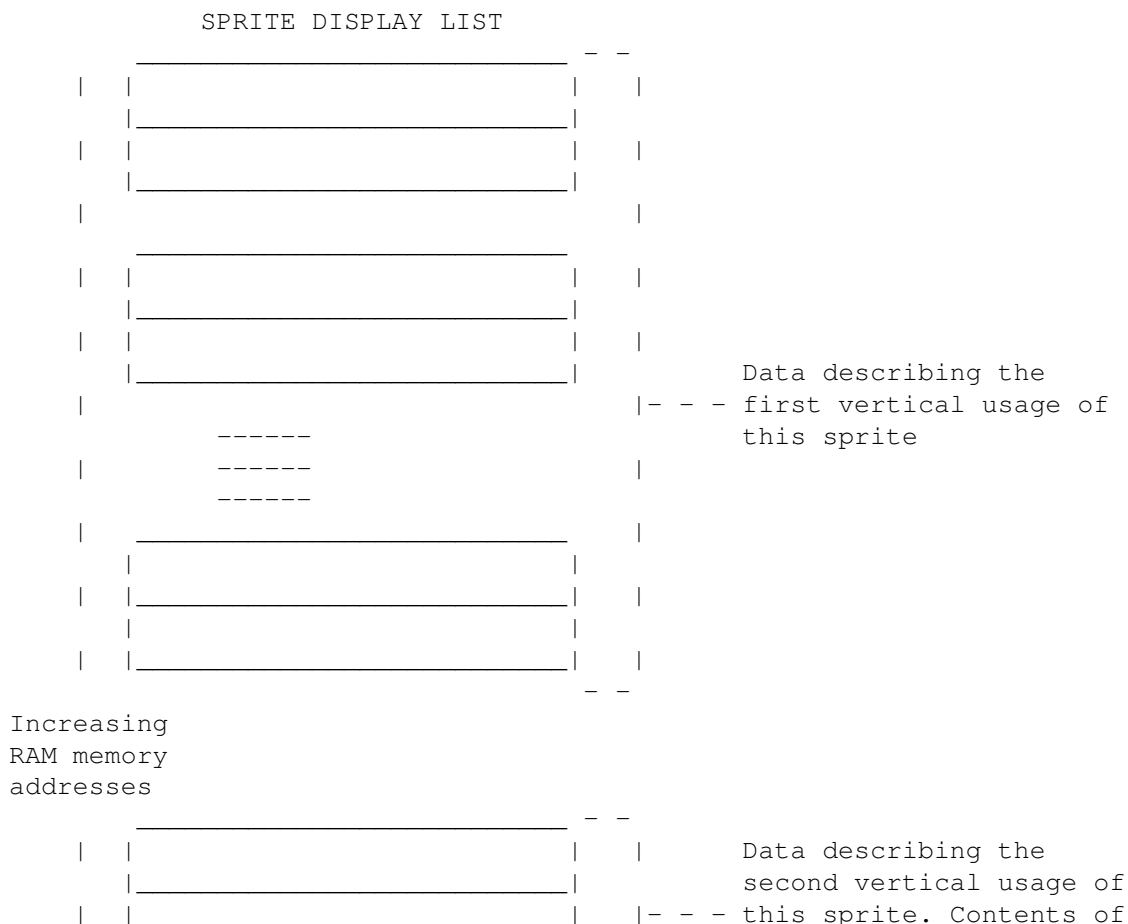 SPRITE DISPLAY LIST
Data describing the
first vertical usage of
this sprite
Increasing
RAM memory
addresses
Data describing the
second vertical usage of
this sprite. Contents of